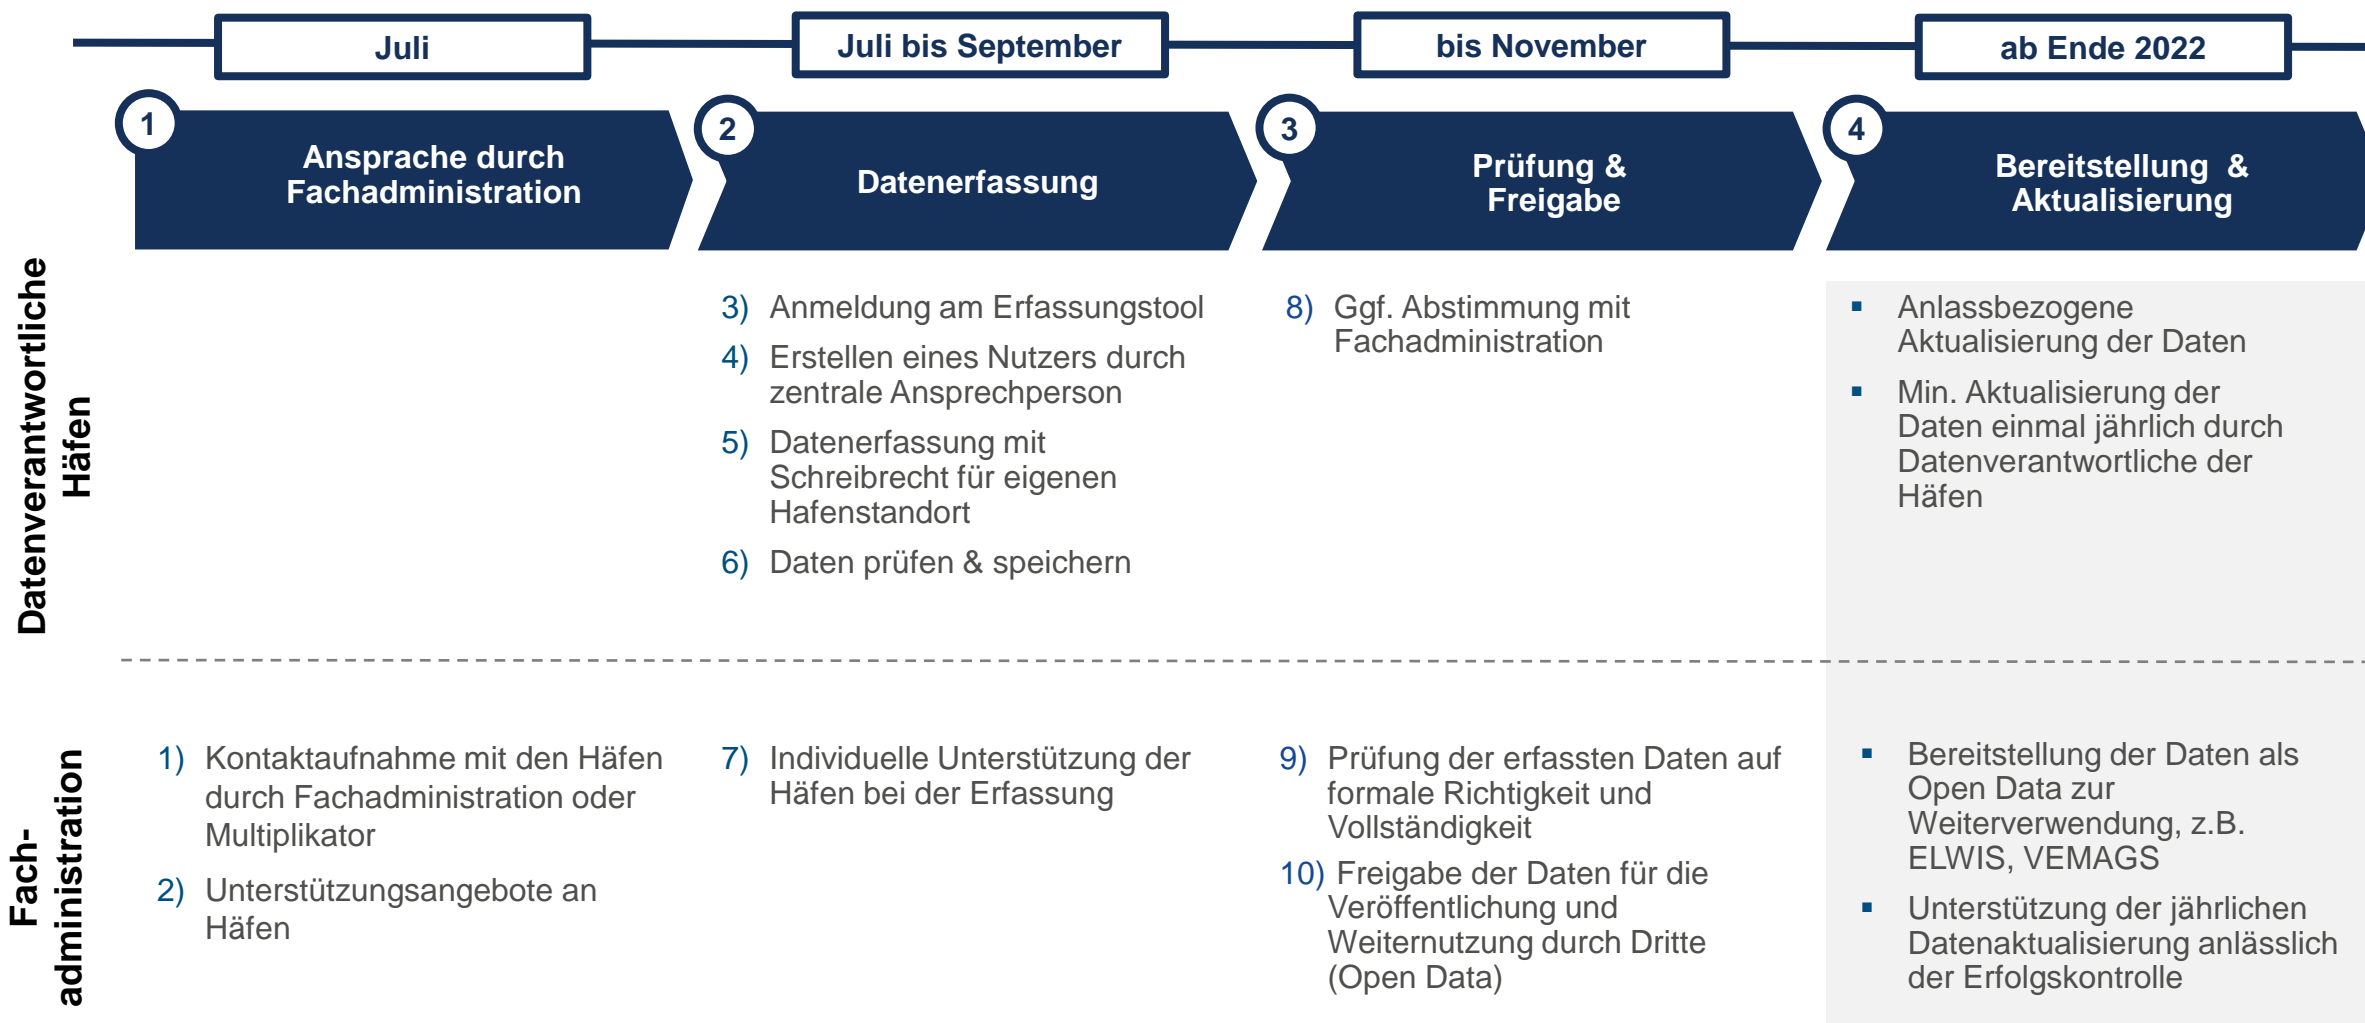 Juli
Juli bis September
bis November
ab Ende 2022
1
Ansprache durch
Fachadministration
2
Datenerfassung
3
Prüfung &
Freigabe
4
Bereitstellung &
Aktualisierung
Datenverantwortliche
Häfen
3) Anmeldung am Erfassungstool
4) Erstellen eines Nutzers durch
zentrale Ansprechperson
5) Datenerfassung mit
Schreibrecht für eigenen
Hafenstandort
6) Daten prüfen & speichern
8) Ggf. Abstimmung mit
Fachadministration
▪ Anlassbezogene
Aktualisierung der Daten
▪ Min. Aktualisierung der
Daten einmal jährlich durch
Datenverantwortliche der
Häfen
Fach-
administration
1) Kontaktaufnahme mit den Häfen
durch Fachadministration oder
Multiplikator
2) Unterstützungsangebote an
Häfen
7) Individuelle Unterstützung der
Häfen bei der Erfassung
9) Prüfung der erfassten Daten auf
formale Richtigkeit und
Vollständigkeit
10) Freigabe der Daten für die
Veröffentlichung und
Weiternutzung durch Dritte
(Open Data)
▪ Bereitstellung der Daten als
Open Data zur
Weiterverwendung, z.B.
ELWIS, VEMAGS
▪ Unterstützung der jährlichen
Datenaktualisierung anlässlich
der Erfolgskontrolle